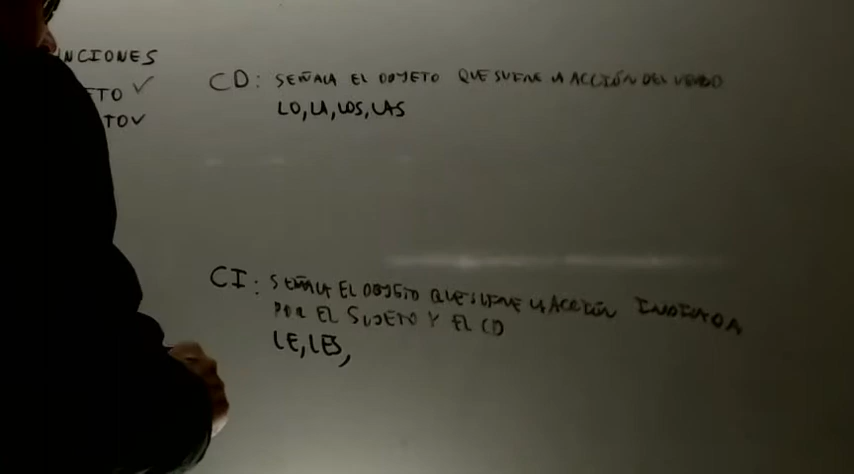 NCIONES
ETO ✓
TO ✓
CD: SEÑALA EL OBJETO QUE SUFRE LA ACCIÓN DEL VERBO
LO, LA, LOS, LAS
CI: SEÑALA EL OBJETO QUE SUFRE LA ACCIÓN INDICADA
POR EL SUJETO Y EL CD
LE, LES,